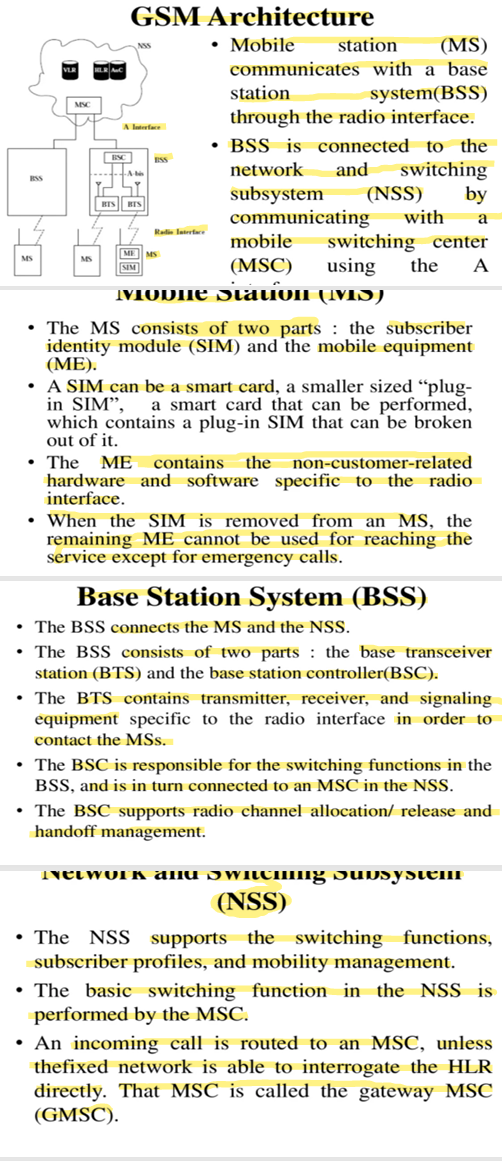 GSM Architecture
NSS
VLR
HLR
AuC
MSC
A Interface
BSC
BSS
A-bis
BSS
BTS
BTS
Radio Interface
MS
MS
ME
MS
SIM
• Mobile station (MS)
communicates with a base
station system(BSS)
through the radio interface.
• BSS is connected to the
network and switching
subsystem (NSS) by
communicating with a
mobile switching center
(MSC) using the A
Mobile Station (MS)
• The MS consists of two parts : the subscriber
identity module (SIM) and the mobile equipment
(ME).
• A SIM can be a smart card, a smaller sized “plug-
in SIM”, a smart card that can be performed,
which contains a plug-in SIM that can be broken
out of it.
• The ME contains the non-customer-related
hardware and software specific to the radio
interface.
• When the SIM is removed from an MS, the
remaining ME cannot be used for reaching the
service except for emergency calls.
Base Station System (BSS)
• The BSS connects the MS and the NSS.
• The BSS consists of two parts : the base transceiver
station (BTS) and the base station controller(BSC).
• The BTS contains transmitter, receiver, and signaling
equipment specific to the radio interface in order to
contact the MSs.
• The BSC is responsible for the switching functions in the
BSS, and is in turn connected to an MSC in the NSS.
• The BSC supports radio channel allocation/ release and
handoff management.
Network and Switching Subsystem
(NSS)
• The NSS supports the switching functions,
subscriber profiles, and mobility management.
• The basic switching function in the NSS is
performed by the MSC.
• An incoming call is routed to an MSC, unless
thefixed network is able to interrogate the HLR
directly. That MSC is called the gateway MSC
(GMSC).